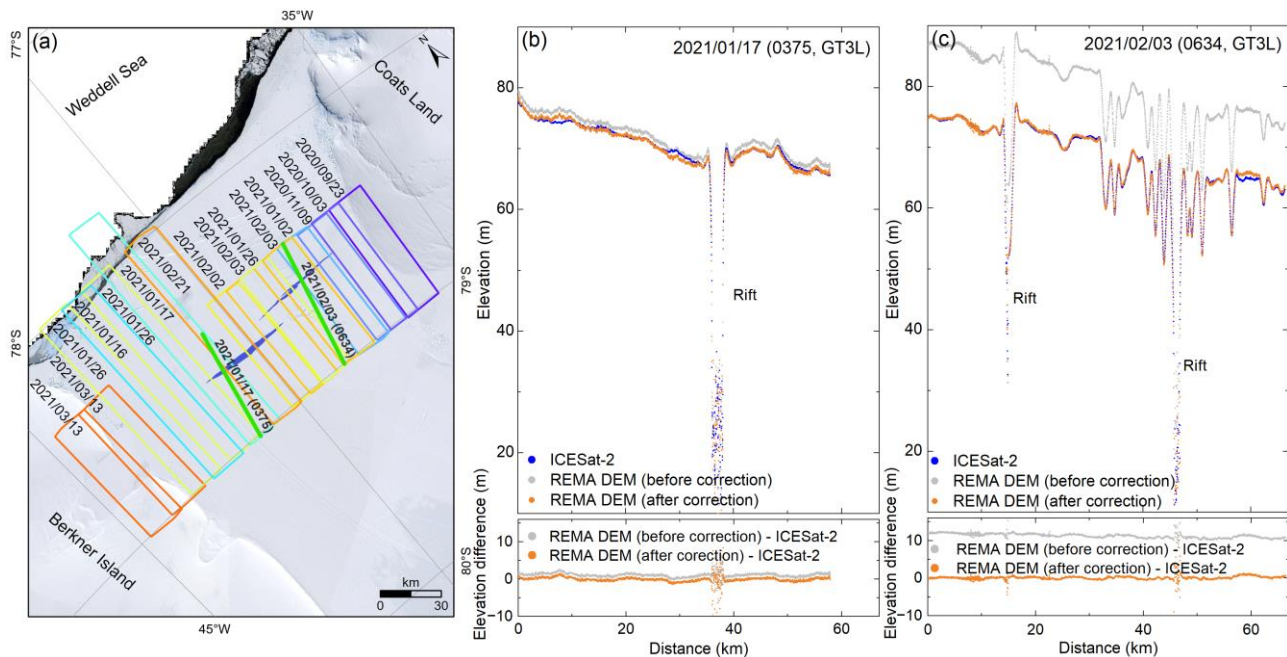 35°W
77°S
(a)
N
Weddell Sea
Coats Land
2020/09/23
2020/10/03
2020/11/09
2021/01/02
2021/02/03
2021/01/26
2021/02/03
2021/02/02
2021/02/21
2021/01/17
2021/01/26
2021/01/16
2021/01/26
2021/03/13
2021/03/13
2021/02/03 (0634)
2021/01/17 (0375)
79°S
78°S
Berkner Island
km
0 30
80°S
45°W
(b)
2021/01/17 (0375, GT3L)
Elevation (m)
80
60
40
20
Rift
ICESat-2
REMA DEM (before correction)
REMA DEM (after correction)
Elevation difference (m)
10
0
−10
REMA DEM (before correction) - ICESat-2
REMA DEM (after corection) - ICESat-2
0 20 40 60
Distance (km)
(c)
2021/02/03 (0634, GT3L)
Elevation (m)
80
60
40
20
Rift
Rift
ICESat-2
REMA DEM (before correction)
REMA DEM (after correction)
Elevation difference (m)
10
0
−10
REMA DEM (before correction) - ICESat-2
REMA DEM (after corection) - ICESat-2
0 20 40 60
Distance (km)